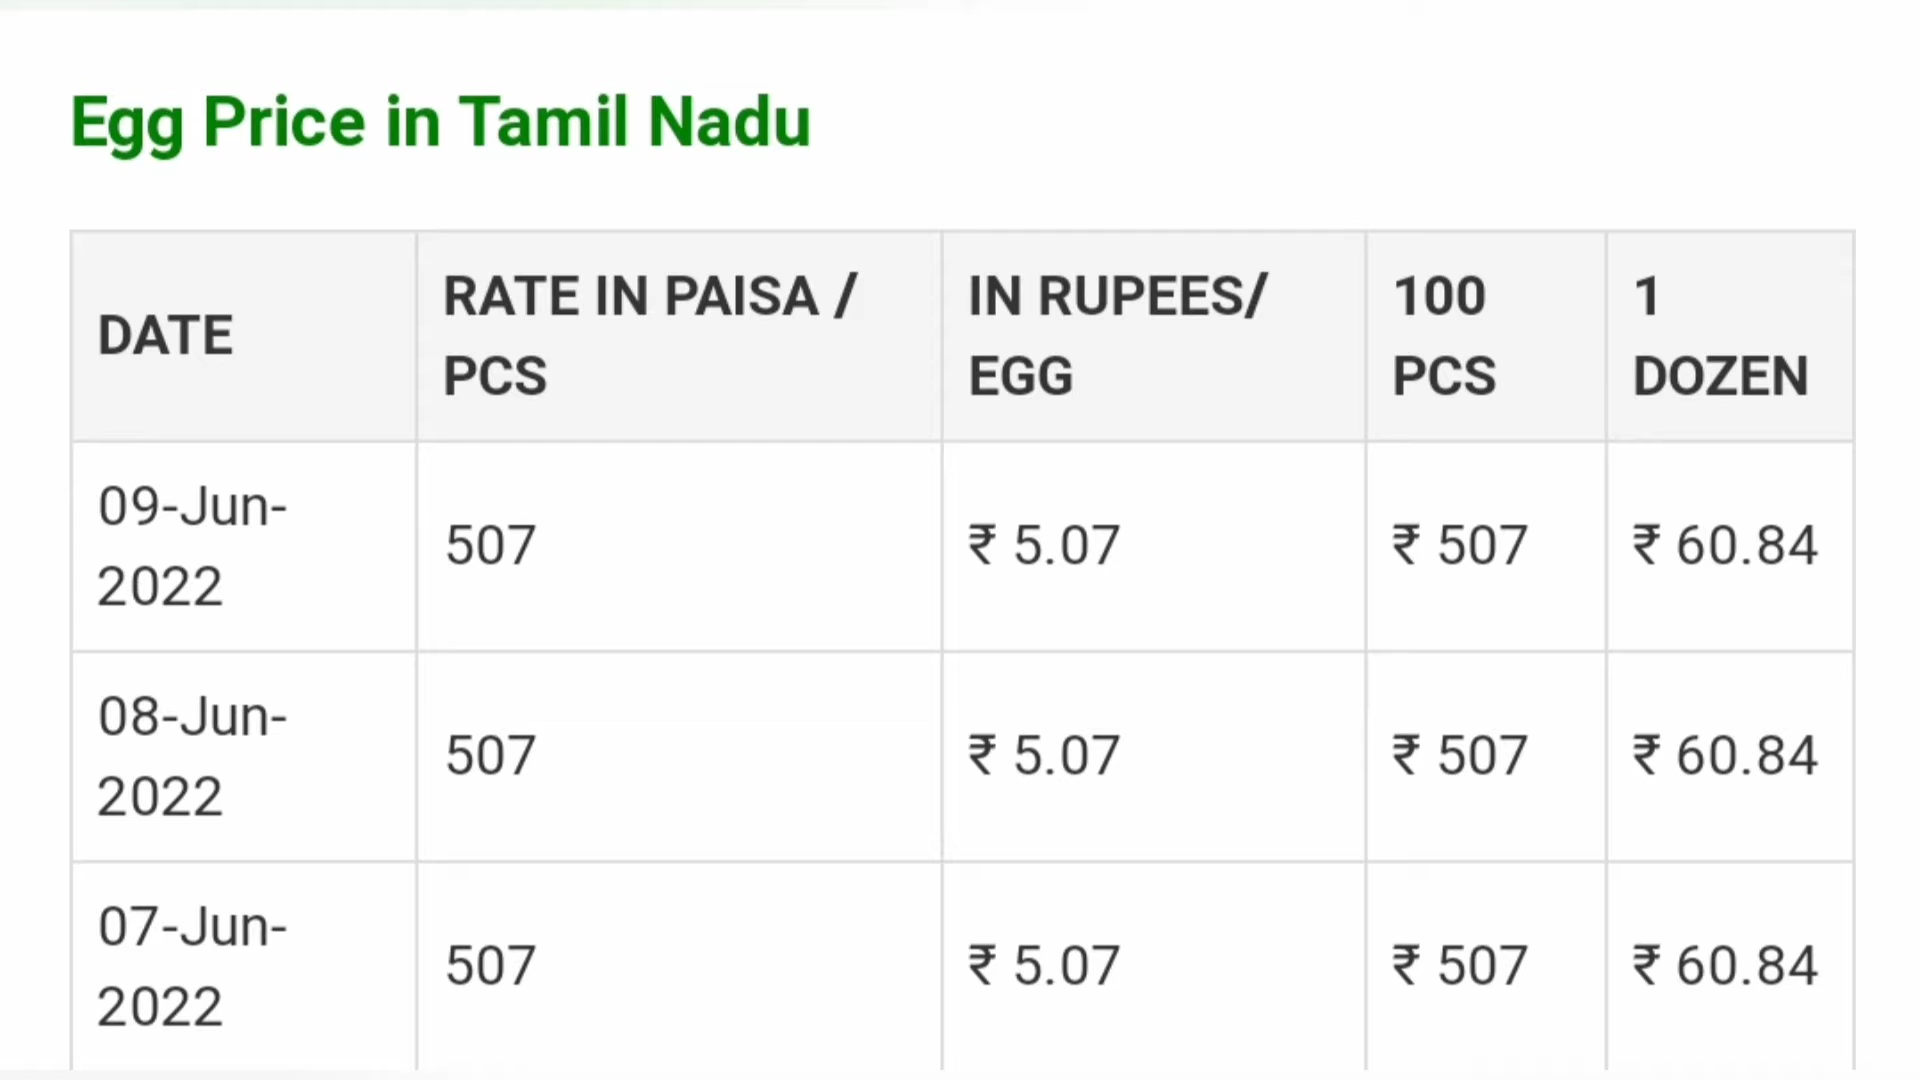 Egg Price in Tamil Nadu
DATE
RATE IN PAISA /
PCS
IN RUPEES/
EGG
100
PCS
1
DOZEN
09-Jun-
2022
507
₹ 5.07
₹ 507
₹ 60.84
08-Jun-
2022
507
₹ 5.07
₹ 507
₹ 60.84
07-Jun-
2022
507
₹ 5.07
₹ 507
₹ 60.84